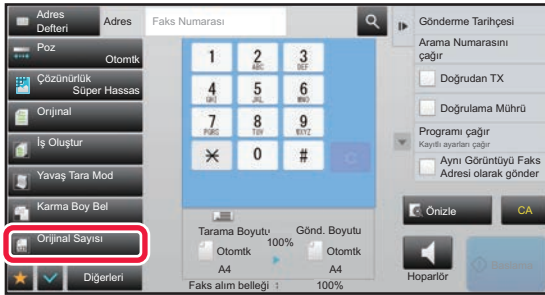 Adres
Defteri
Adres
Faks Numarası
Poz
Otomtk
Çözünürlük
Süper Hassas
Orijinal
İş Oluştur
Yavaş Tara Mod
Karma Boy Bel
Orijinal Sayısı
Diğerleri
1
2
ABC
3
DEF
4
GHI
5
JKL
6
MNO
7
PQRS
8
TUV
9
WXYZ
0
#
C
Tarama Boyutu
Gönd. Boyutu
100%
Otomtk
Otomtk
A4
A4
Faks alım belleği :
100%
Gönderme Tarihçesi
Arama Numarasını
çağır
Doğrudan TX
Doğrulama Mührü
Programı çağır
Kayıtlı ayarları çağır
Aynı Görüntüyü Faks
Adresi olarak gönder
Önizle
CA
Hoparlör